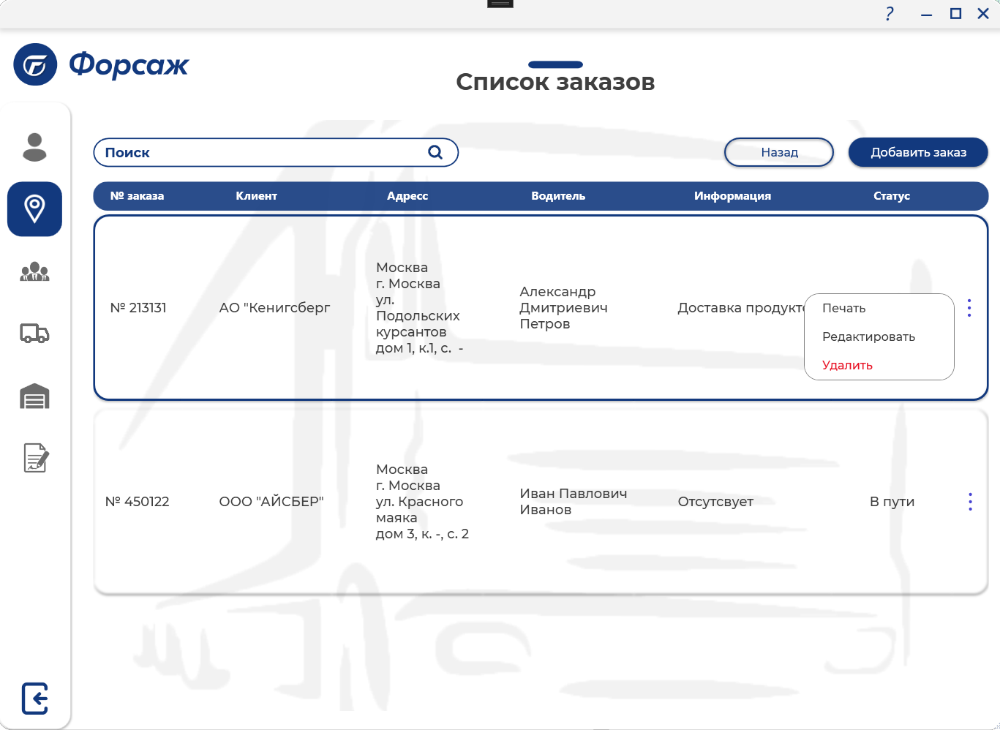 ?
Форсаж
Список заказов
Поиск
Назад
Добавить заказ
№ заказа Клиент Адресс Водитель Информация Статус
№ 213131
АО "Кенигсберг
Москва
г. Москва
ул.
Подольских
курсантов
дом 1, к.1, с. -
Александр
Дмитриевич
Петров
Доставка
Печать
Редактировать
Удалить
№ 450122
ООО "АЙСБЕР"
Москва
г. Москва
ул. Красного
маяка
дом 3, к. -, с. 2
Иван Павлович
Иванов
Отсутсвует
В пути